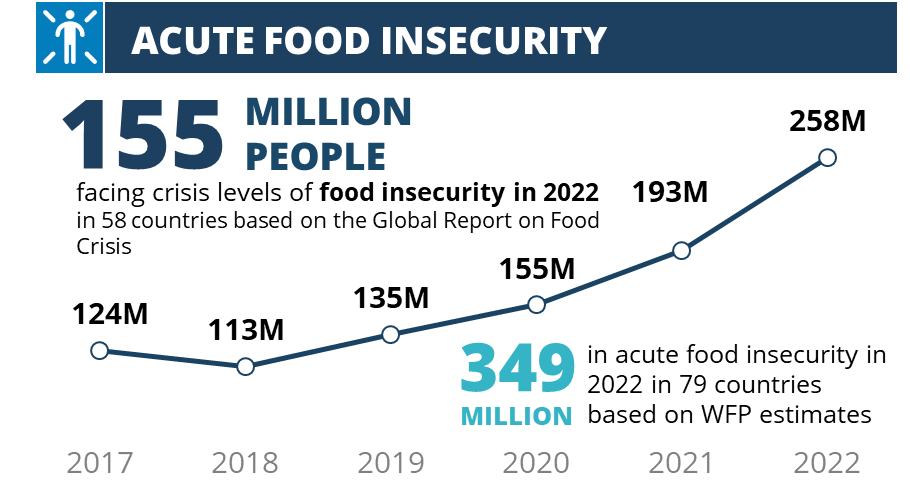 ACUTE FOOD INSECURITY
155 MILLION
PEOPLE
facing crisis levels of food insecurity in 2022
in 58 countries based on the Global Report on Food
Crisis
258M
193M
155M
135M
124M
113M
349 MILLION
in acute food insecurity in
2022 in 79 countries
based on WFP estimates
2017 2018 2019 2020 2021 2022